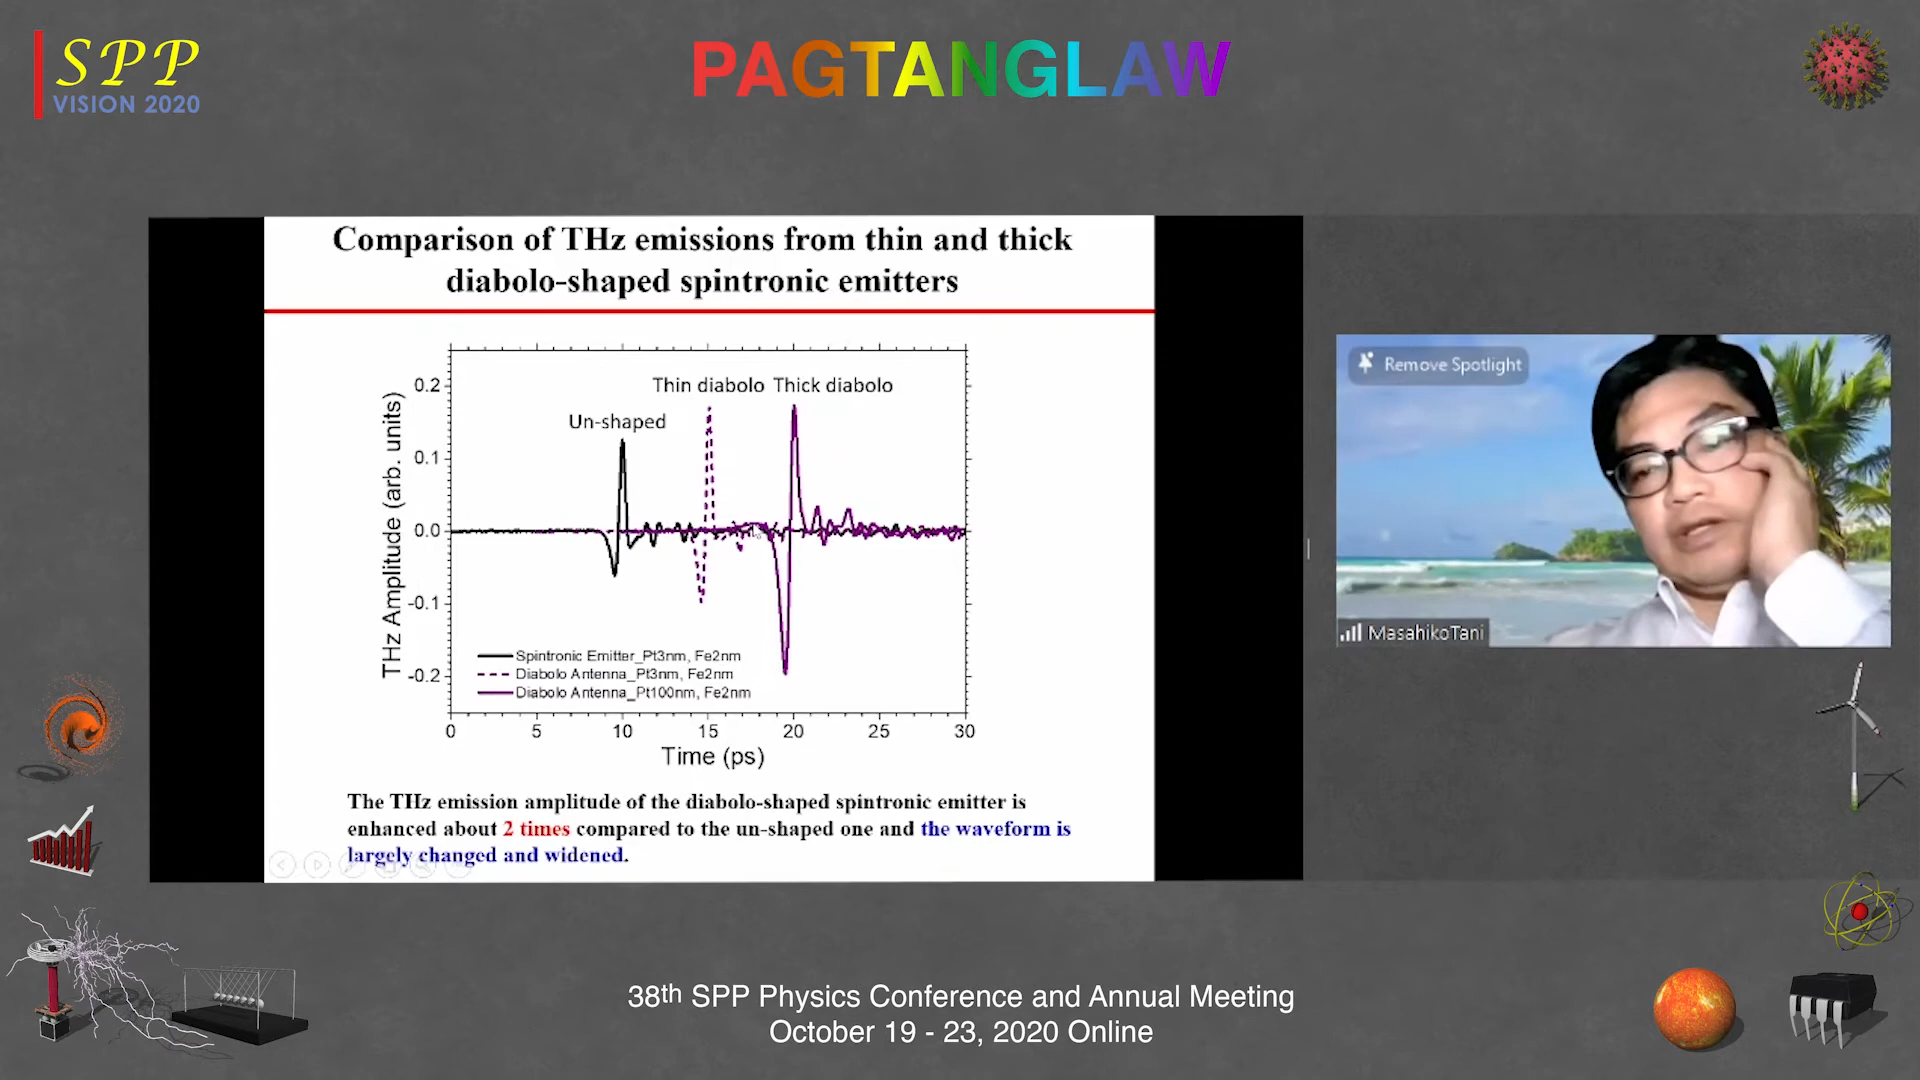 SPP
VISION 2020
PAGTANGLAW
Comparison of THz emissions from thin and thick
diabolo-shaped spintronic emitters
THz Amplitude (arb. units)
0.2
0.1
0.0
-0.1
-0.2
Un-shaped
Thin diabolo
Thick diabolo
Spintronic Emitter_Pt3nm, Fe2nm
Diabolo Antenna_Pt3nm, Fe2nm
Diabolo Antenna_Pt100nm, Fe2nm
0 5 10 15 20 25 30
Time (ps)
The THz emission amplitude of the diabolo-shaped spintronic emitter is
enhanced about 2 times compared to the un-shaped one and the waveform is
largely changed and widened.
Remove Spotlight
MasahikoTani
38th SPP Physics Conference and Annual Meeting
October 19 - 23, 2020 Online